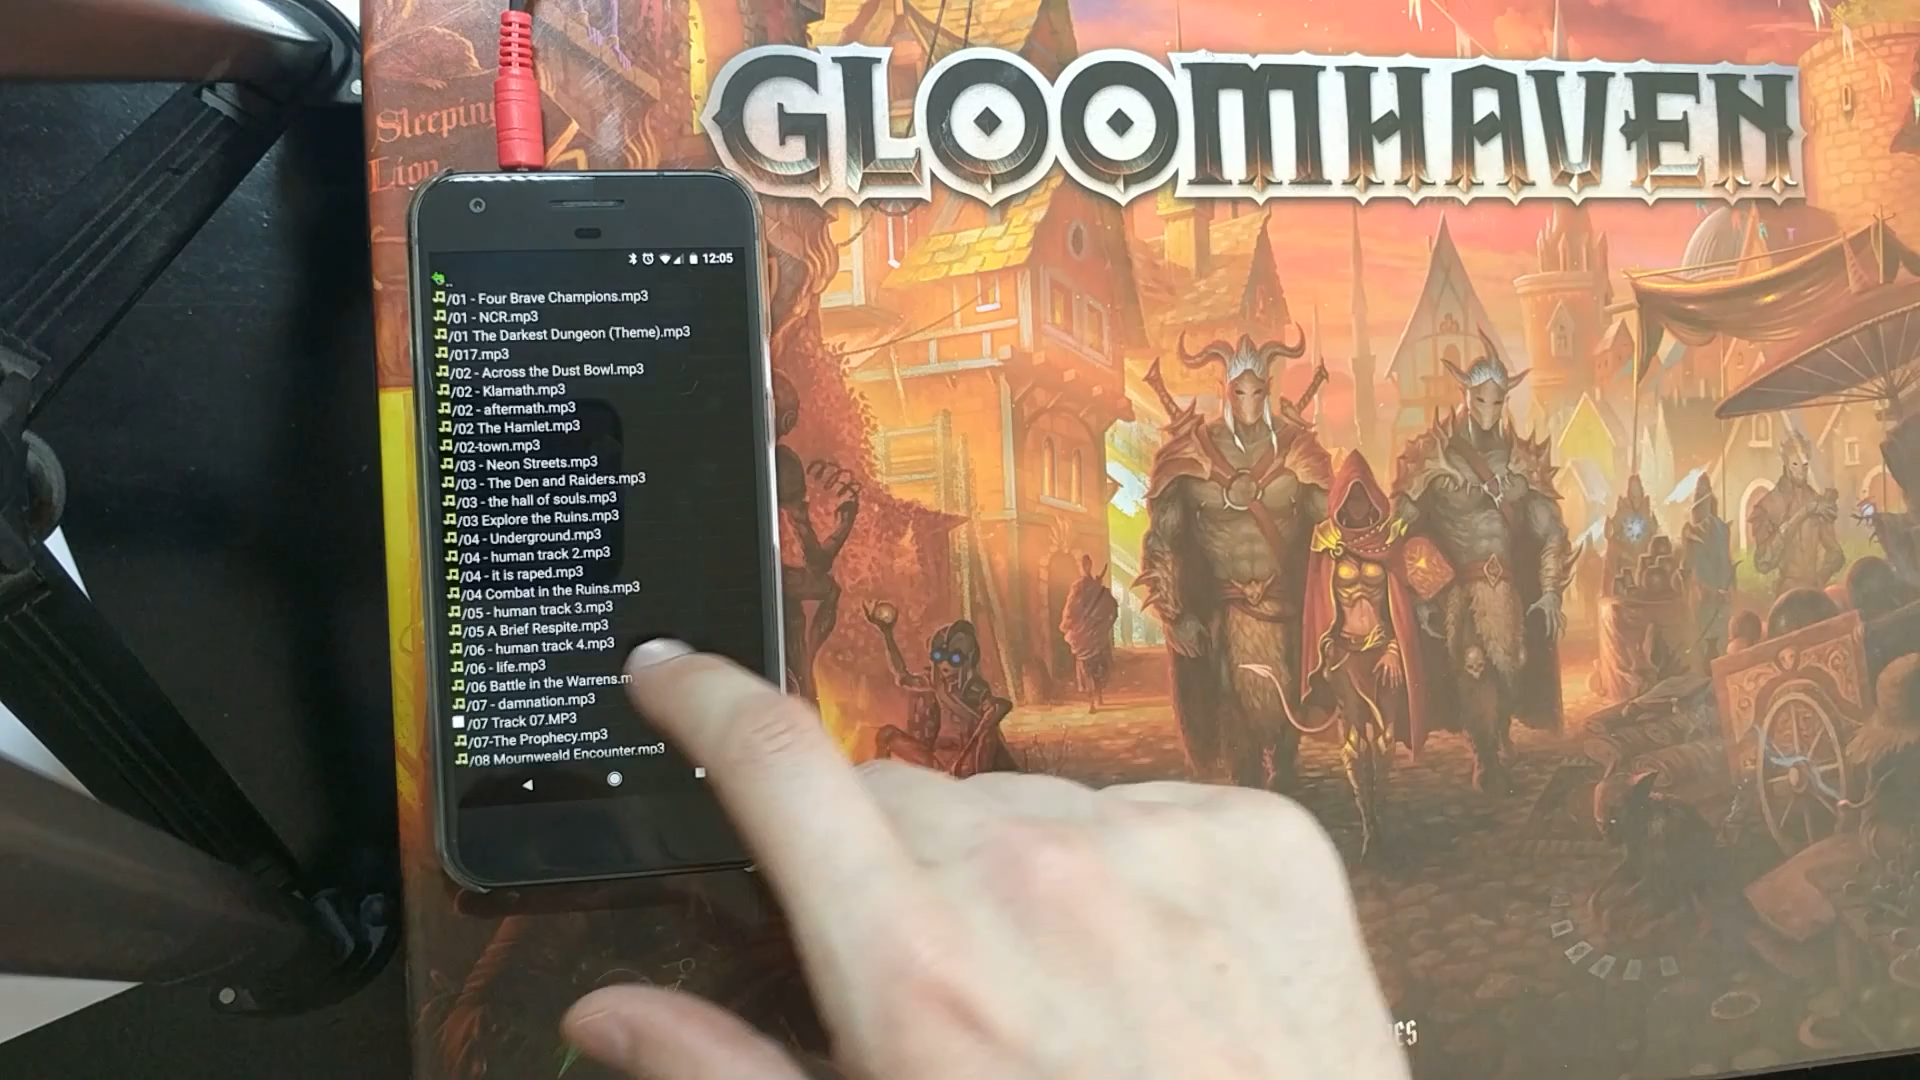 GLOOMHAVEN
Sleeping
Lion
12:05
..
/01 - Four Brave Champions.mp3
/01 - NCR.mp3
/01 The Darkest Dungeon (Theme).mp3
/017.mp3
/02 - Across the Dust Bowl.mp3
/02 - Klamath.mp3
/02 - aftermath.mp3
/02 The Hamlet.mp3
/02-town.mp3
/03 - Neon Streets.mp3
/03 - The Den and Raiders.mp3
/03 - the hall of souls.mp3
/03 Explore the Ruins.mp3
/04 - Underground.mp3
/04 - human track 2.mp3
/04 - it is raped.mp3
/04 Combat in the Ruins.mp3
/05 - human track 3.mp3
/05 A Brief Respite.mp3
/06 - human track 4.mp3
/06 - life.mp3
/06 Battle in the Warrens.m
/07 - damnation.mp3
/07 Track 07.MP3
/07-The Prophecy.mp3
/08 Mournweald Encounter.mp3